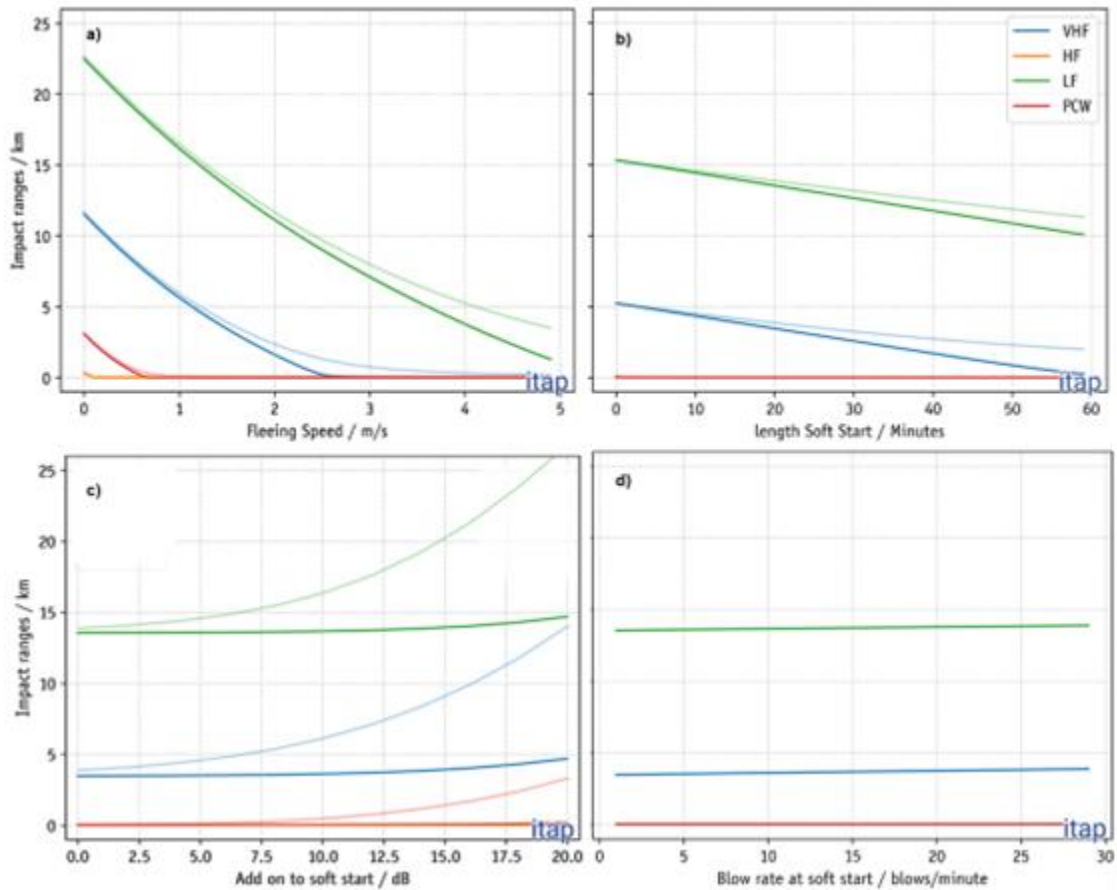 a)
25
20
15
10
5
0
Impact ranges / km
0 1 2 3 4 5
Fleeing Speed / m/s
itap
b)
VHF
HF
LF
PCW
0 10 20 30 40 50 60
length Soft Start / Minutes
itap
c)
25
20
15
10
5
0
Impact ranges / km
0.0 2.5 5.0 7.5 10.0 12.5 15.0 17.5 20.0
Add on to soft start / dB
itap
d)
0 5 10 15 20 25 30
Blow rate at soft start / blows/minute
itap